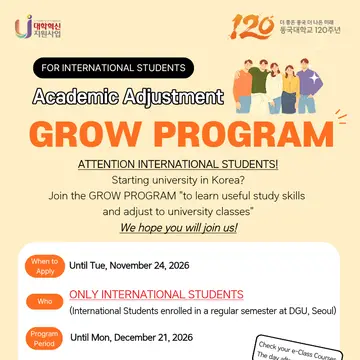 대학혁신
지원사업
120
더 좋은 동국 더 나은 미래
동국대학교 120주년
FOR INTERNATIONAL STUDENTS
Academic Adjustment
GROW PROGRAM
ATTENTION INTERNATIONAL STUDENTS!
Starting university in Korea?
Join the GROW PROGRAM "to learn useful study skills
and adjust to university classes"
We hope you will join us!
When to
Apply
Until Tue, November 24, 2026
Who
ONLY INTERNATIONAL STUDENTS
(International Students enrolled in a regular semester at DGU, Seoul)
Program
Period
Until Mon, December 21, 2026
Check your e-Class Courses
The day after